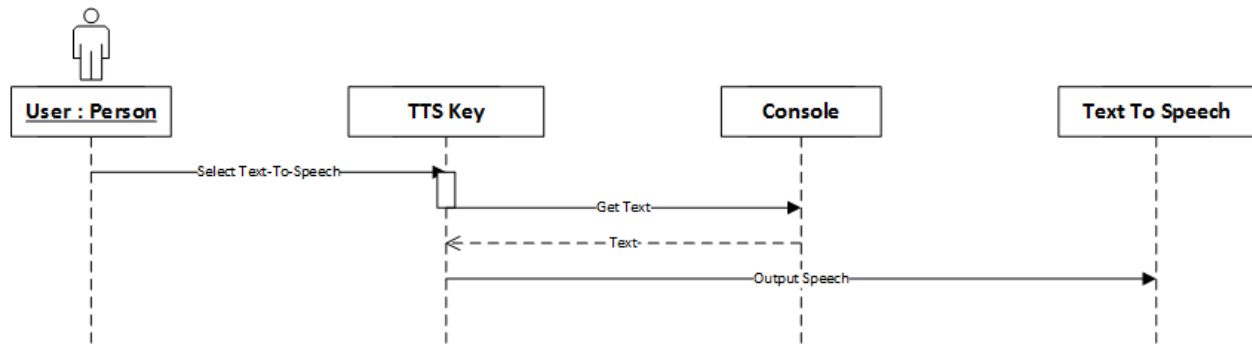 User : Person
TTS Key
Console
Text To Speech
Select Text-To-Speech
Get Text
Text
Output Speech